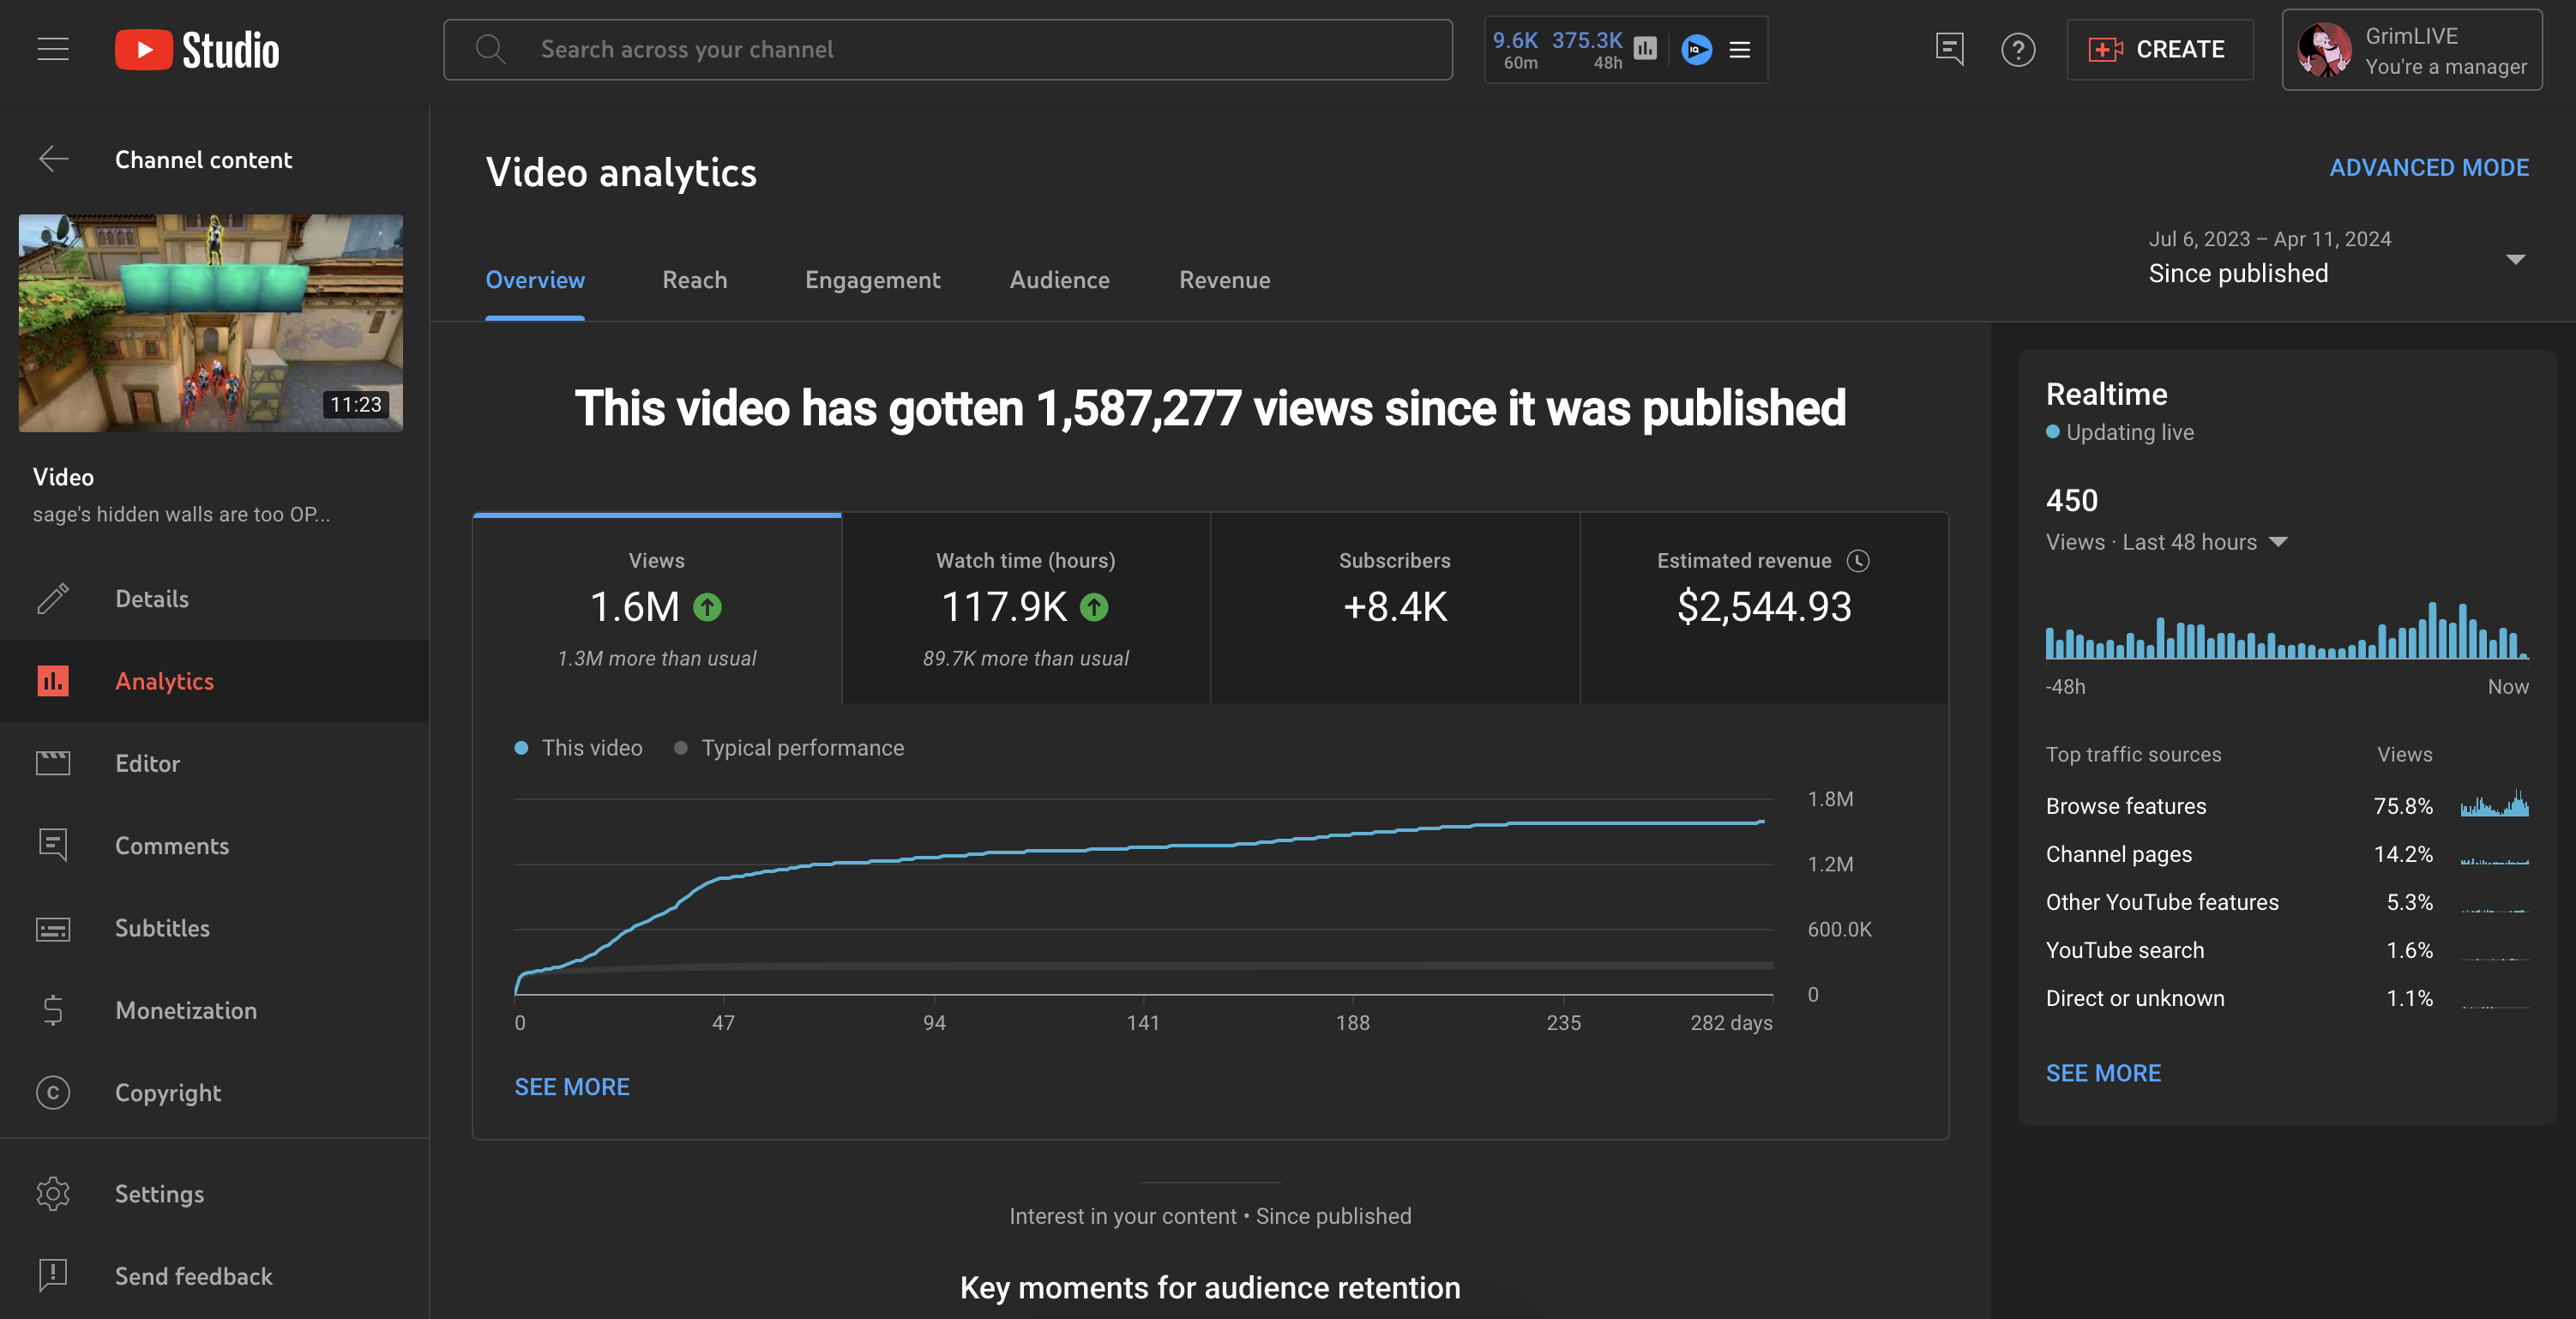 Studio
Search across your channel
9.6K 375.3K
60m 48h
IQ
CREATE
GrimLIVE
You're a manager
Channel content
11:23
Video
sage's hidden walls are too OP...
Details
Analytics
Editor
Comments
Subtitles
Monetization
Copyright
Settings
Send feedback
Video analytics
ADVANCED MODE
Overview Reach Engagement Audience Revenue
Jul 6, 2023 – Apr 11, 2024
Since published
This video has gotten 1,587,277 views since it was published
Views
1.6M
1.3M more than usual
Watch time (hours)
117.9K
89.7K more than usual
Subscribers
+8.4K
Estimated revenue
$2,544.93
This video Typical performance
1.8M
1.2M
600.0K
0
0 47 94 141 188 235 282 days
SEE MORE
Interest in your content • Since published
Key moments for audience retention
Realtime
Updating live
450
Views · Last 48 hours
-48h Now
Top traffic sources Views
Browse features 75.8%
Channel pages 14.2%
Other YouTube features 5.3%
YouTube search 1.6%
Direct or unknown 1.1%
SEE MORE